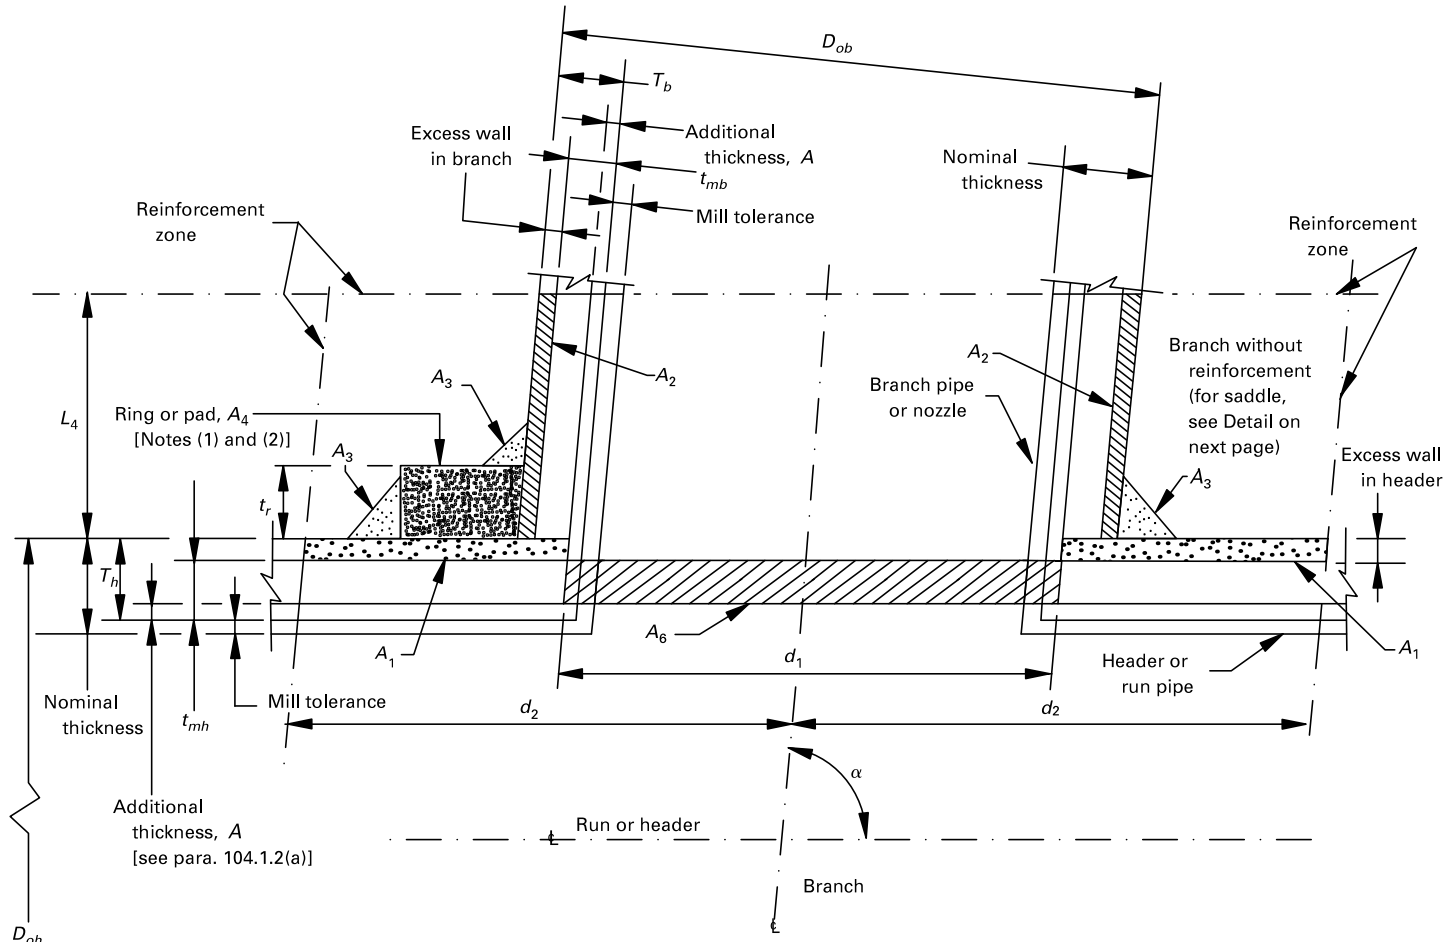 D_ob
T_b
Additional
thickness, A
Excess wall
in branch
t_mb
Nominal
thickness
Mill tolerance
Reinforcement
zone
Reinforcement
zone
A_2
Branch without
reinforcement
(for saddle,
see Detail on
next page)
A_2
A_3
Branch pipe
or nozzle
Ring or pad, A_4
[Notes (1) and (2)]
L_4
A_3
Excess wall
in header
A_3
t_r
T_h
A_6
A_1
A_1
d_1
Header or
run pipe
Nominal
thickness
t_mh
Mill tolerance
d_2
d_2
α
Additional
thickness, A
[see para. 104.1.2(a)]
Run or header
℄
Branch
℄
D_oh